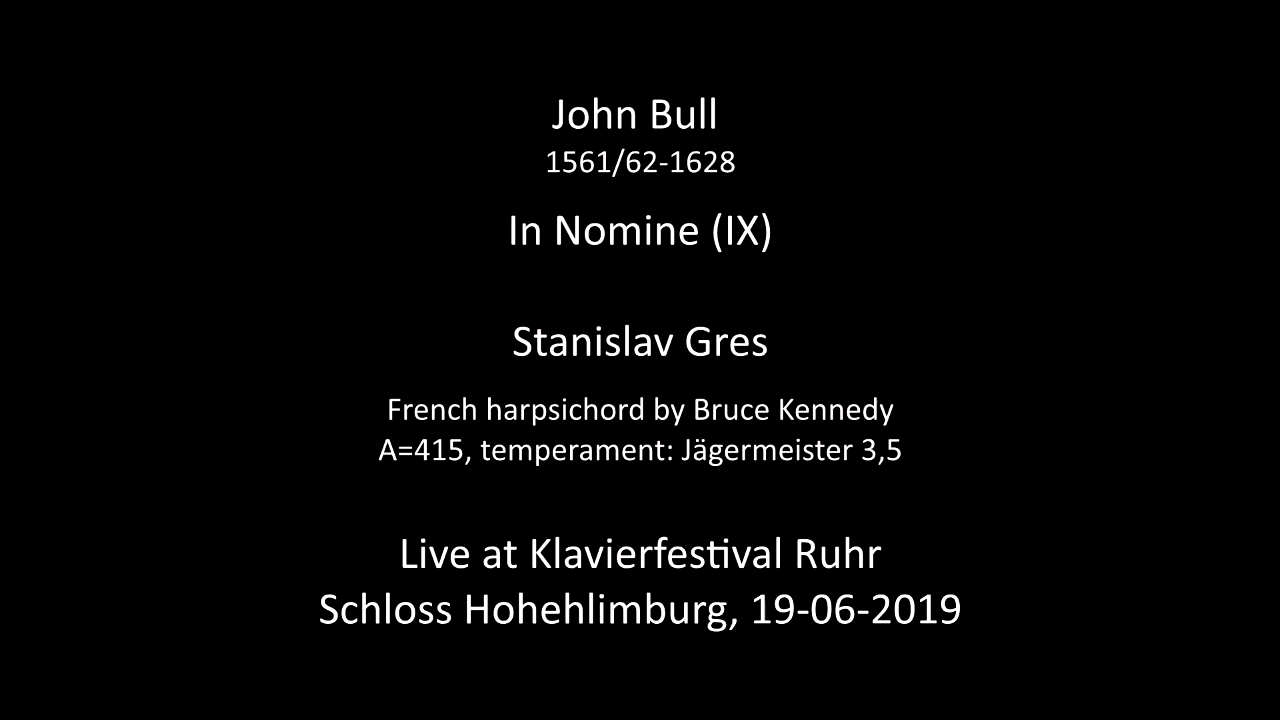 John Bull
1561/62-1628
In Nomine (IX)
Stanislav Gres
French harpsichord by Bruce Kennedy
A=415, temperament: Jägermeister 3,5
Live at Klavierfestival Ruhr
Schloss Hohehlimburg, 19-06-2019